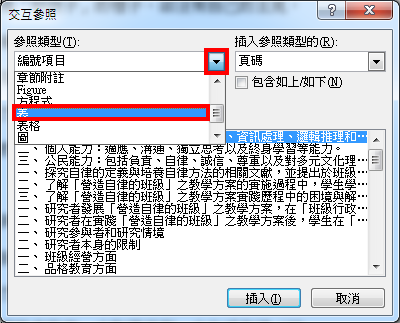 交互參照
參照類型(T):
插入參照類型的(R):
編號項目
頁碼
章節附註
包含如上/如下(N)
Figure
方程式
表
表格
圖
、資訊處理、邏輯推理和…
二、 個人能力：適應、溝通、獨立思考以及終身學習等能力。
三、 公民能力：包括負責、自律、誠信、尊重以及對多元文化理…
一、 探究自律的定義與培養自律方法的相關文獻，並提出於班級…
二、 了解「營造自律的班級」之教學方案的實施過程中，學生學…
三、 了解「營造自律的班級」之教學方案實踐歷程中的困境與解…
一、 研究者發展「營造自律的班級」之教學方案，在「班級行政…
二、 研究者在實踐「營造自律的班級」之教學方案後，學生在「…
一、 研究參與者和研究情境
二、 研究者本身的限制
一、 班級經營方面
二、 品格教育方面
插入(I)
取消